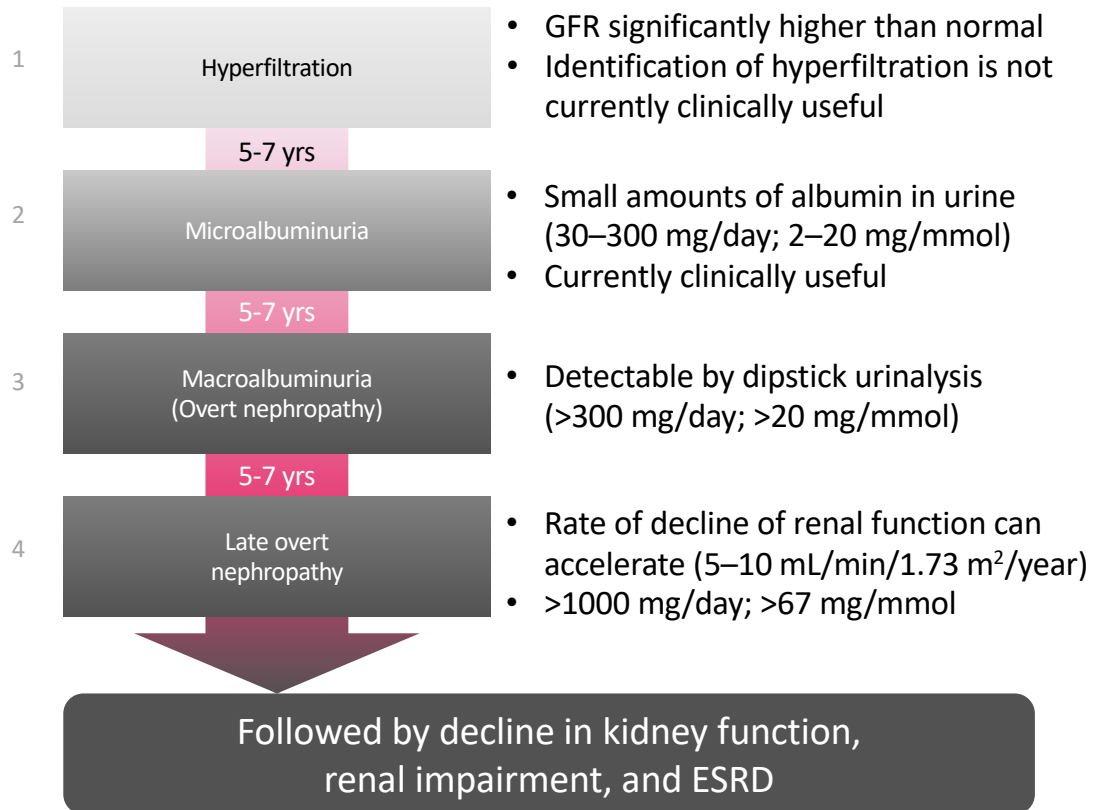 1
Hyperfiltration
• GFR significantly higher than normal
• Identification of hyperfiltration is not
currently clinically useful
5-7 yrs
2
Microalbuminuria
• Small amounts of albumin in urine
(30–300 mg/day; 2–20 mg/mmol)
• Currently clinically useful
5-7 yrs
3
Macroalbuminuria
(Overt nephropathy)
• Detectable by dipstick urinalysis
(>300 mg/day; >20 mg/mmol)
5-7 yrs
4
Late overt
nephropathy
• Rate of decline of renal function can
accelerate (5–10 mL/min/1.73 m²/year)
• >1000 mg/day; >67 mg/mmol
Followed by decline in kidney function,
renal impairment, and ESRD